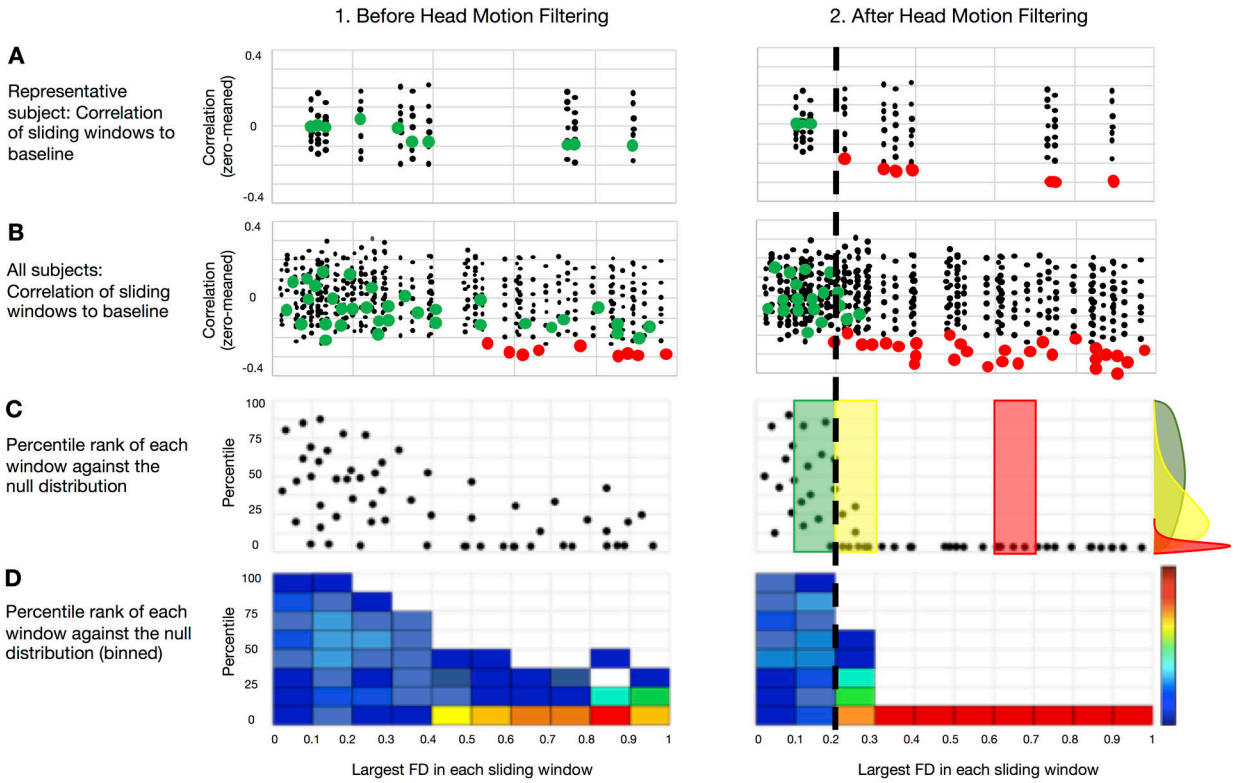 1. Before Head Motion Filtering
2. After Head Motion Filtering
A
Representative
subject: Correlation
of sliding windows to
baseline
Correlation
(zero-meaned)
0.4
0
-0.4
B
All subjects:
Correlation of sliding
windows to baseline
Correlation
(zero-meaned)
0.4
0
-0.4
C
Percentile rank of each
window against the
null distribution
Percentile
100
75
50
25
0
D
Percentile rank of each
window against the null
distribution (binned)
Percentile
100
75
50
25
0
0 0.1 0.2 0.3 0.4 0.5 0.6 0.7 0.8 0.9 1
0 0.1 0.2 0.3 0.4 0.5 0.6 0.7 0.8 0.9 1
Largest FD in each sliding window
Largest FD in each sliding window